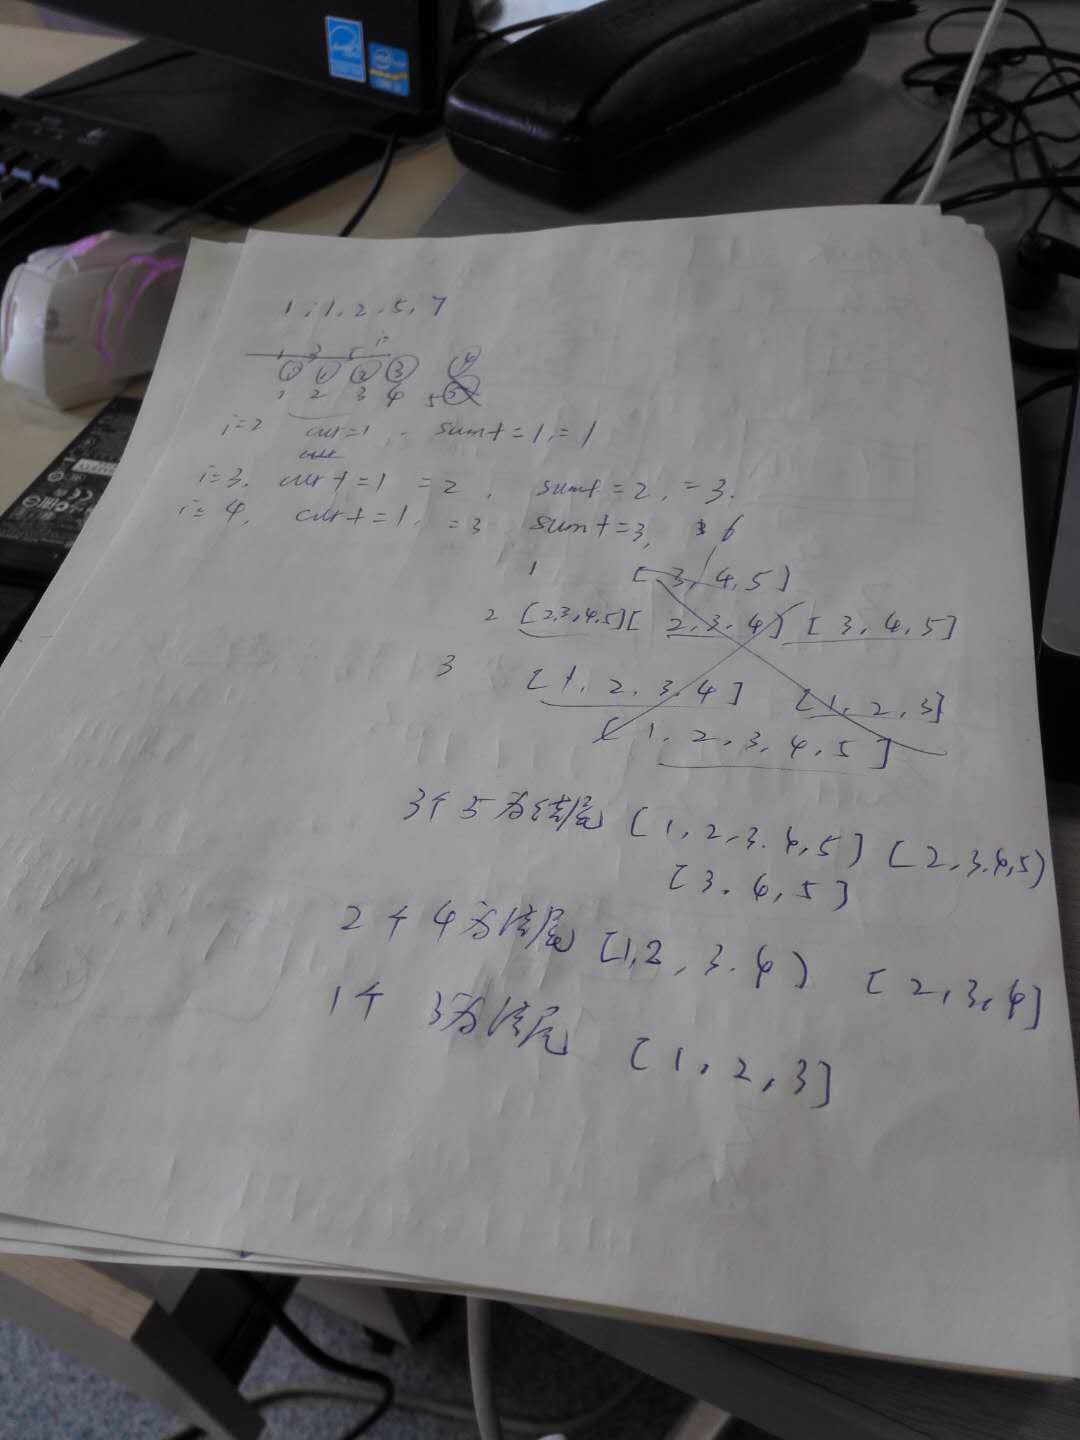 1, 1, 2, 5, 7
1 3 5 i=
1 1 2 3 4
1 2 3 4 5
i=2 cur=1, sum+=1,=1
cur
i=3. cur+=1 =2, sum+=2, =3.
i=4, cur+=1, =3 sum+=3, 6
1 [3, 4, 5]
2 [2,3,4,5] [2, 3, 4] [3, 4, 5]
3 [1, 2, 3, 4] [1, 2, 3]
[1, 2, 3, 4, 5]
3个5为结尾 [1, 2, 3, 4, 5] [2, 3, 4, 5]
[3, 4, 5]
2个4为结尾 [1, 2, 3, 4] [2, 3, 4]
1个 3为结尾 [1, 2, 3]